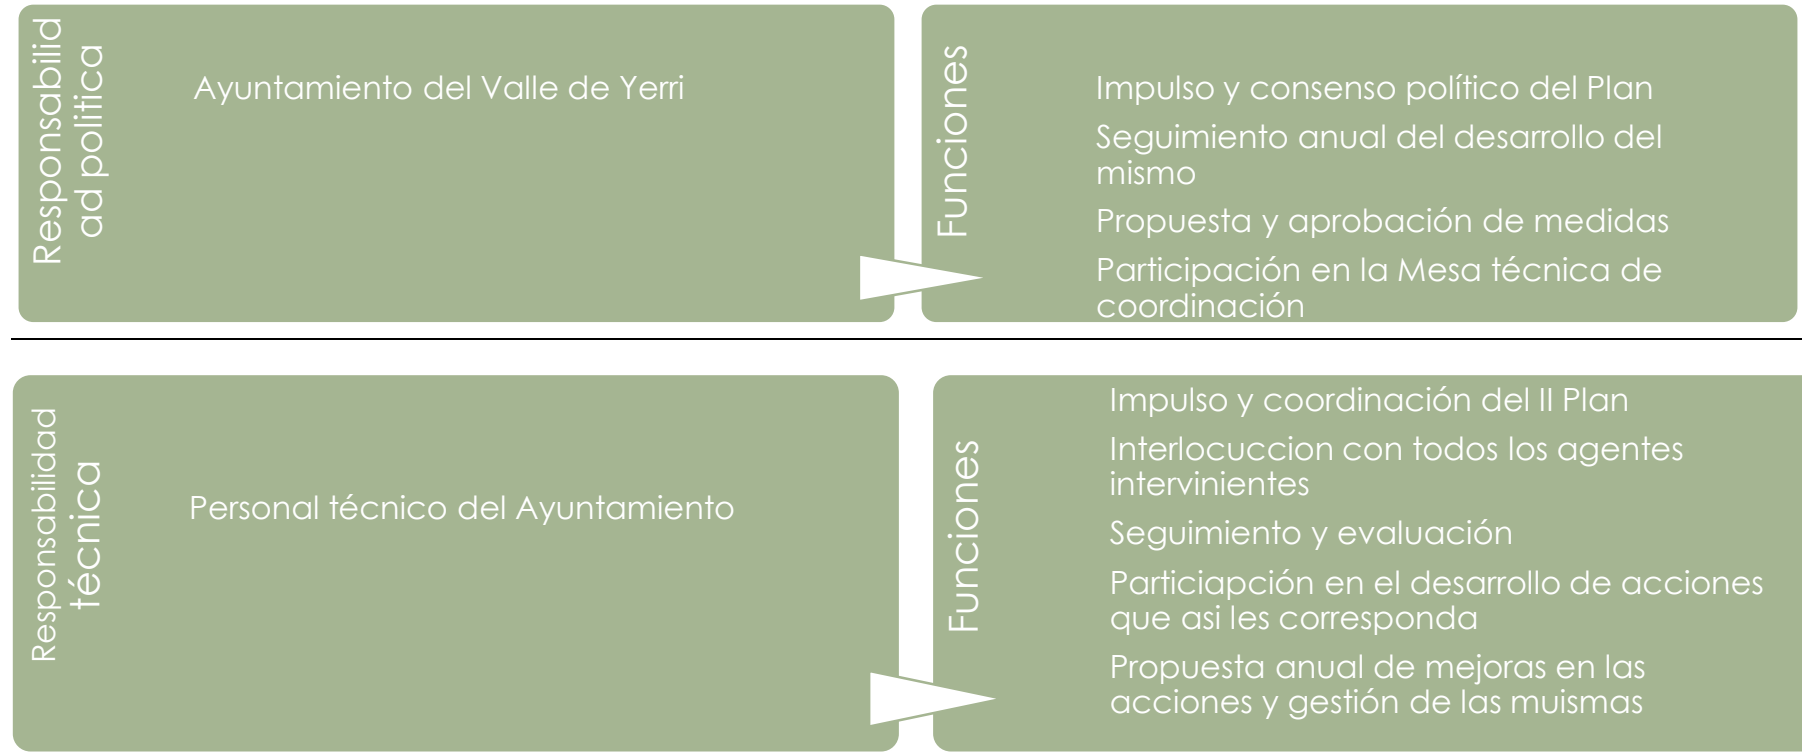 Responsabilid
ad politica
Ayuntamiento del Valle de Yerri
Funciones
Impulso y consenso político del Plan
Seguimiento anual del desarrollo del
mismo
Propuesta y aprobación de medidas
Participación en la Mesa técnica de
coordinación
Responsabilidad
técnica
Personal técnico del Ayuntamiento
Funciones
Impulso y coordinación del II Plan
Interlocuccion con todos los agentes
intervinientes
Seguimiento y evaluación
Particiapción en el desarrollo de acciones
que asi les corresponda
Propuesta anual de mejoras en las
acciones y gestión de las muismas